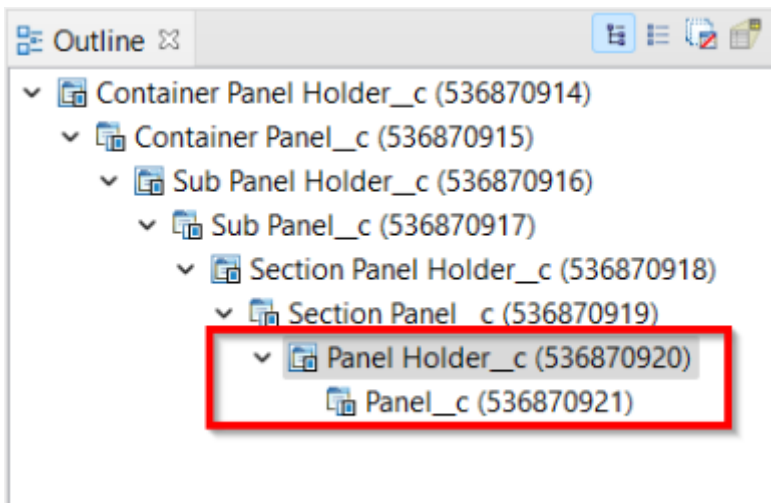 Outline
Container Panel Holder__c (536870914)
Container Panel__c (536870915)
Sub Panel Holder__c (536870916)
Sub Panel__c (536870917)
Section Panel Holder__c (536870918)
Section Panel__c (536870919)
Panel Holder__c (536870920)
Panel__c (536870921)